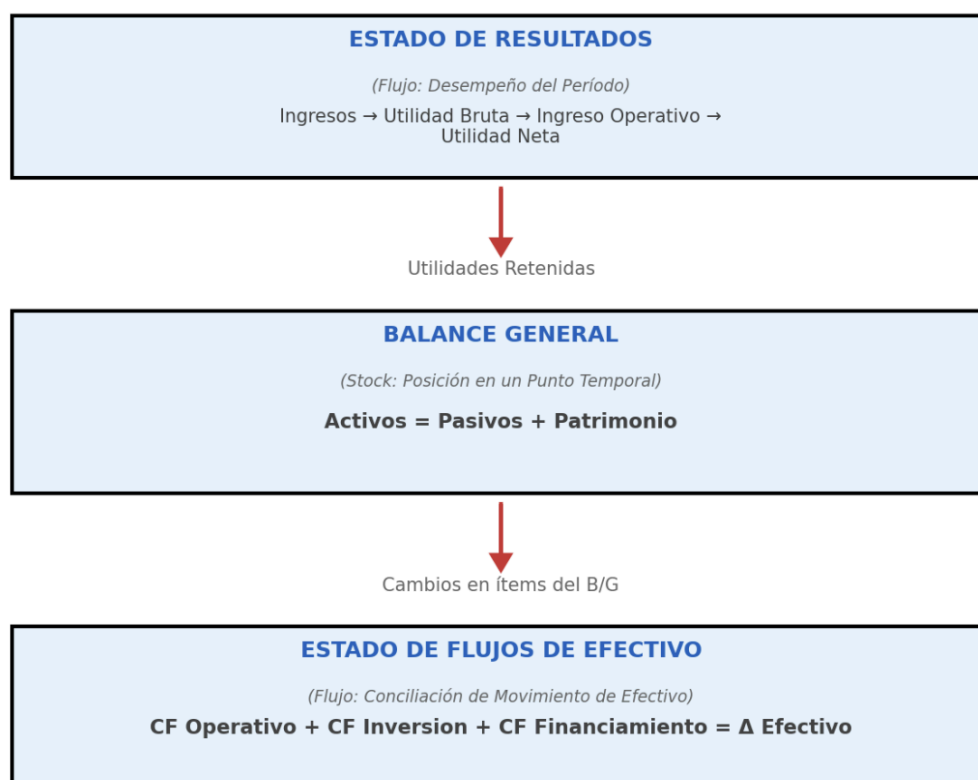 ESTADO DE RESULTADOS
(Flujo: Desempeño del Período)
Ingresos → Utilidad Bruta → Ingreso Operativo →
Utilidad Neta
Utilidades Retenidas
BALANCE GENERAL
(Stock: Posición en un Punto Temporal)
Activos = Pasivos + Patrimonio
Cambios en ítems del B/G
ESTADO DE FLUJOS DE EFECTIVO
(Flujo: Conciliación de Movimiento de Efectivo)
CF Operativo + CF Inversion + CF Financiamiento = Δ Efectivo